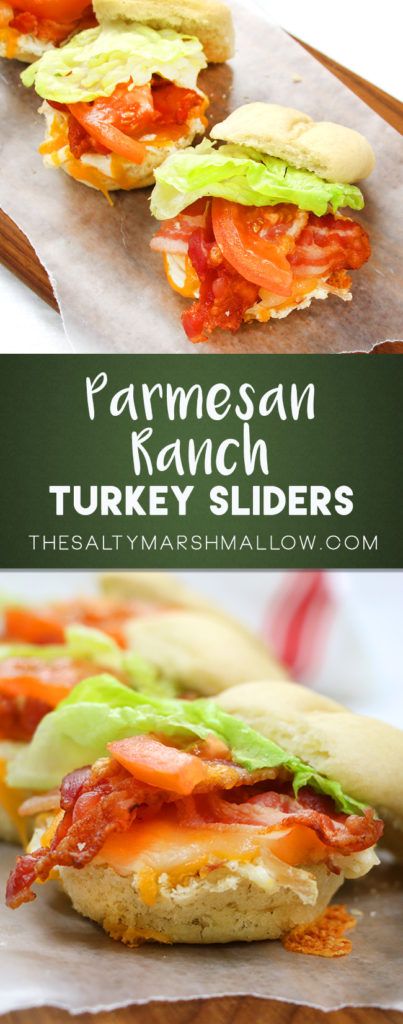 Parmesan
Ranch
TURKEY SLIDERS
THESALTYMARSHMALLOW.COM